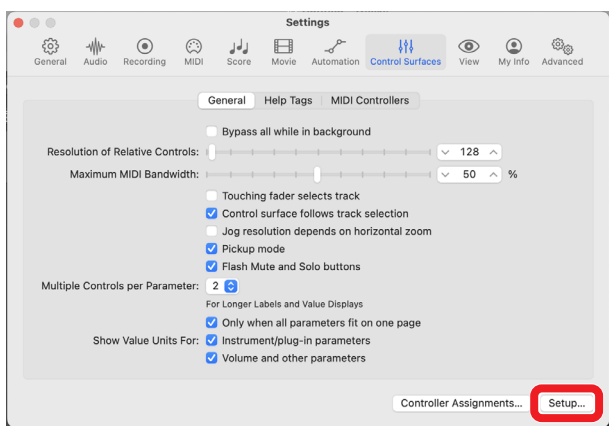 Settings
General Audio Recording MIDI Score Movie Automation Control Surfaces View My Info Advanced
General Help Tags MIDI Controllers
Bypass all while in background
Resolution of Relative Controls: 128
Maximum MIDI Bandwidth: 50 %
Touching fader selects track
Control surface follows track selection
Jog resolution depends on horizontal zoom
Pickup mode
Flash Mute and Solo buttons
Multiple Controls per Parameter: 2
For Longer Labels and Value Displays
Only when all parameters fit on one page
Show Value Units For: Instrument/plug-in parameters
Volume and other parameters
Controller Assignments... Setup...